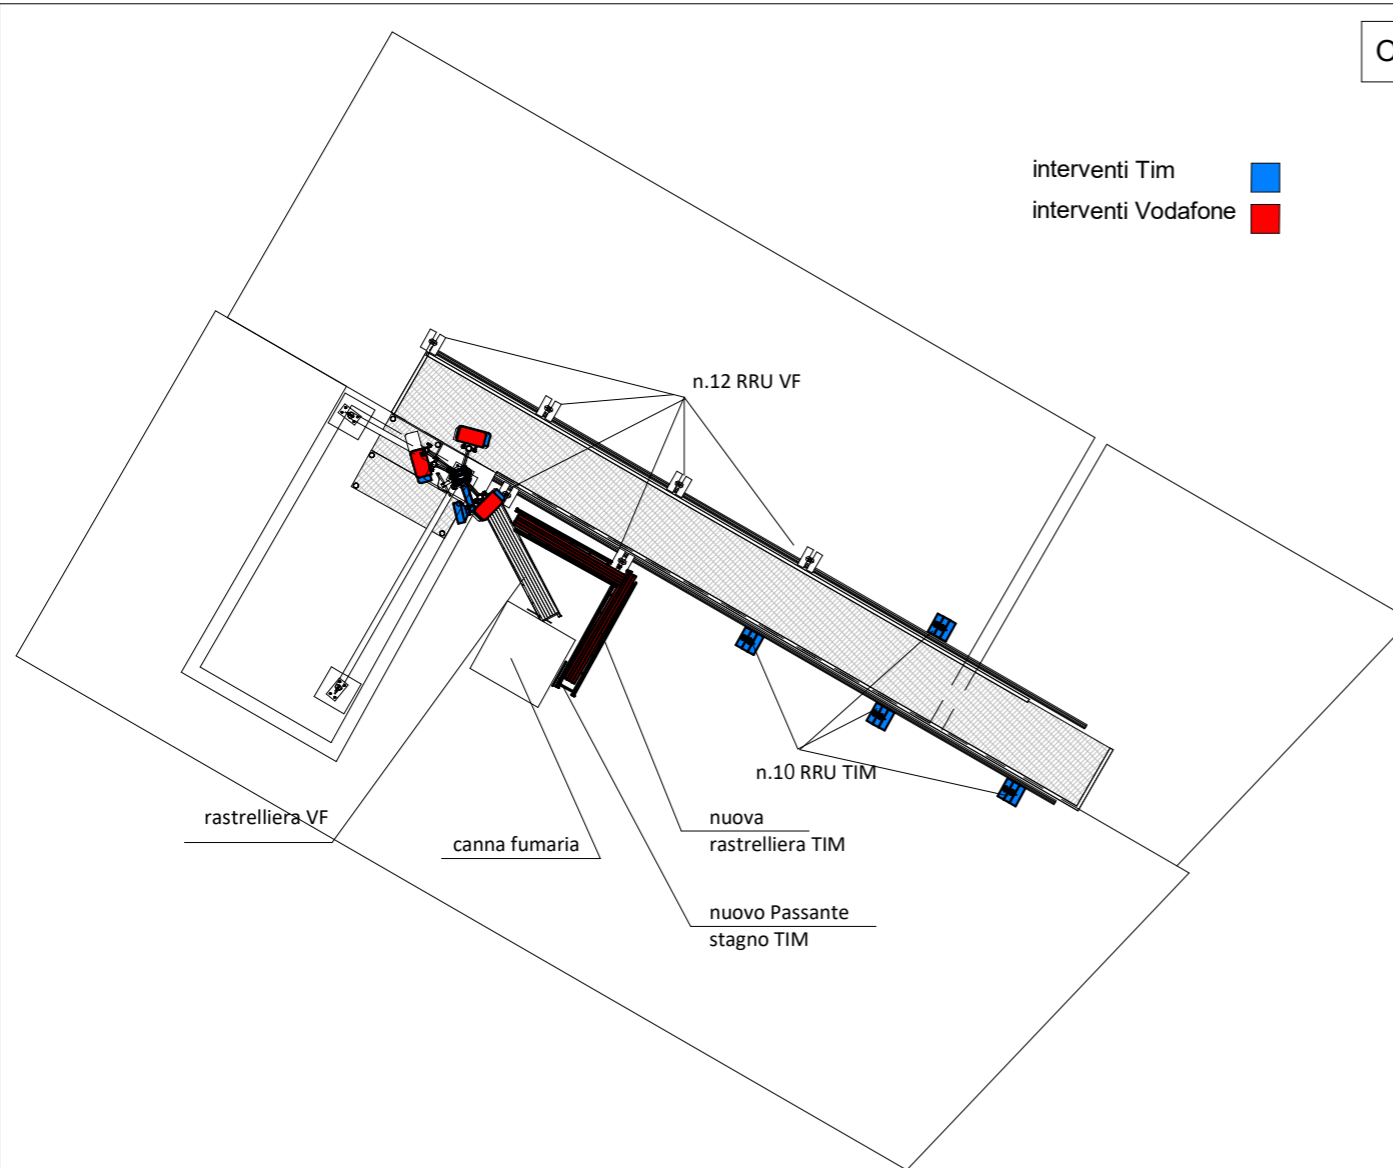 interventi Tim
interventi Vodafone
n.12 RRU VF
n.10 RRU TIM
rastrelliera VF
canna fumaria
nuova
rastrelliera TIM
nuovo Passante
stagno TIM